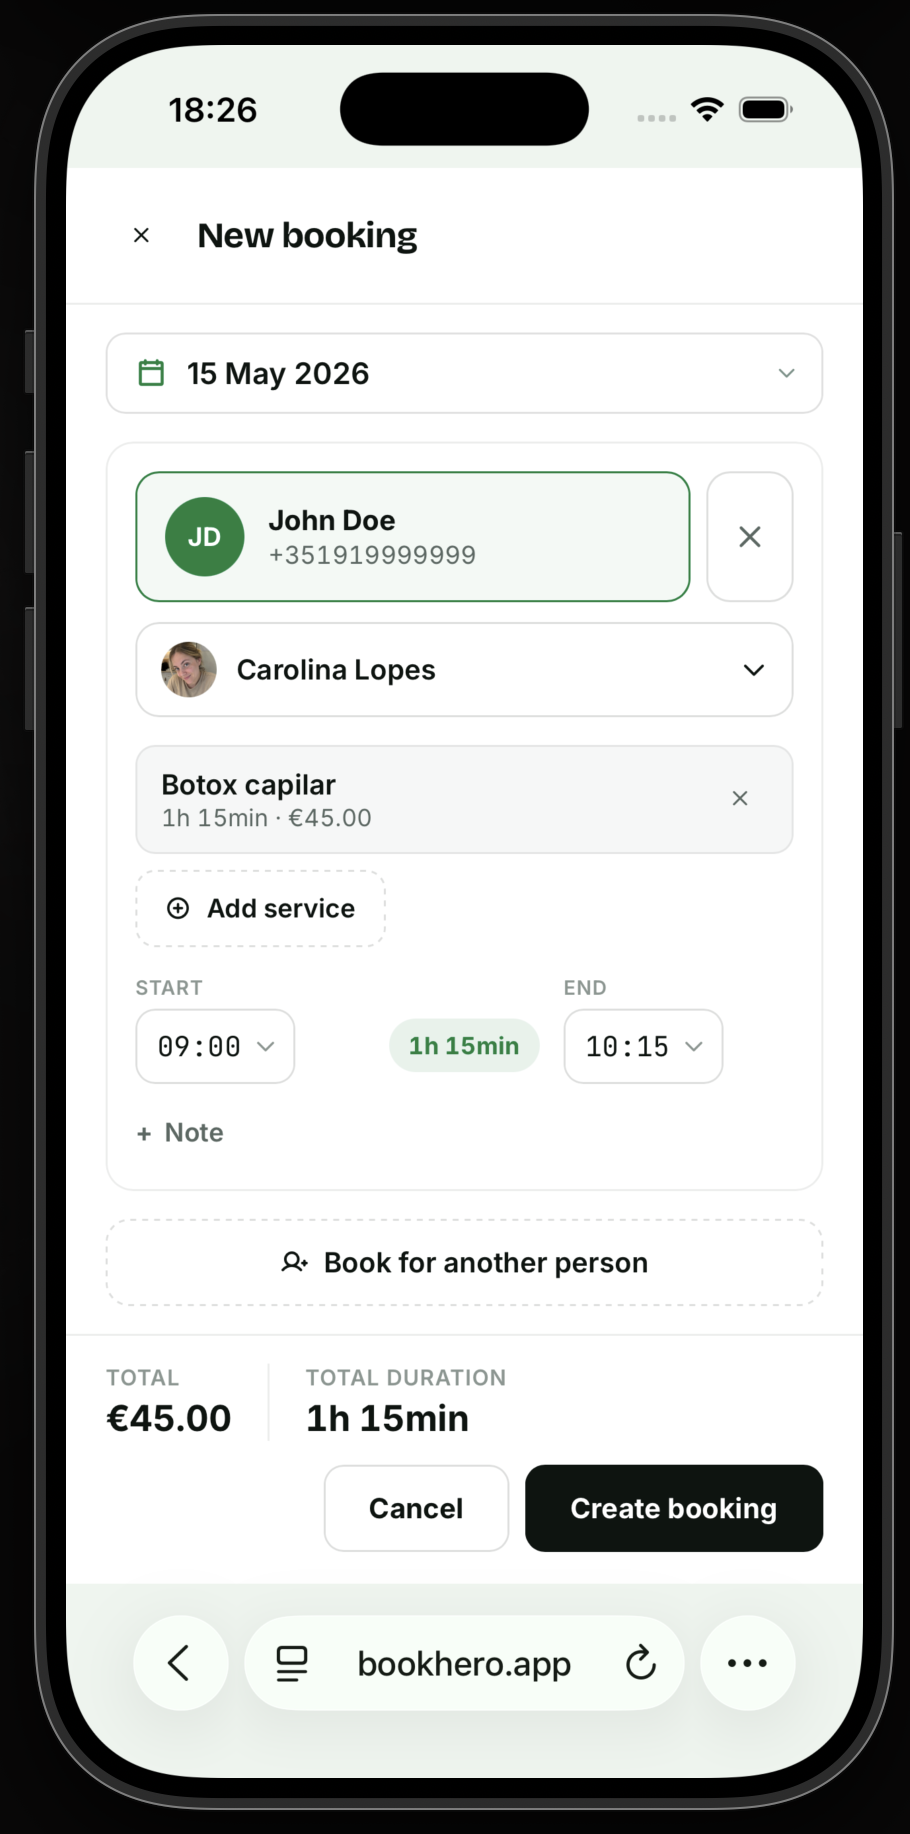 18:26
New booking
15 May 2026
JD
John Doe
+351919999999
Carolina Lopes
Botox capilar
1h 15min · €45.00
Add service
START
END
09:00
1h 15min
10:15
+ Note
Book for another person
TOTAL
TOTAL DURATION
€45.00
1h 15min
Cancel
Create booking
bookhero.app